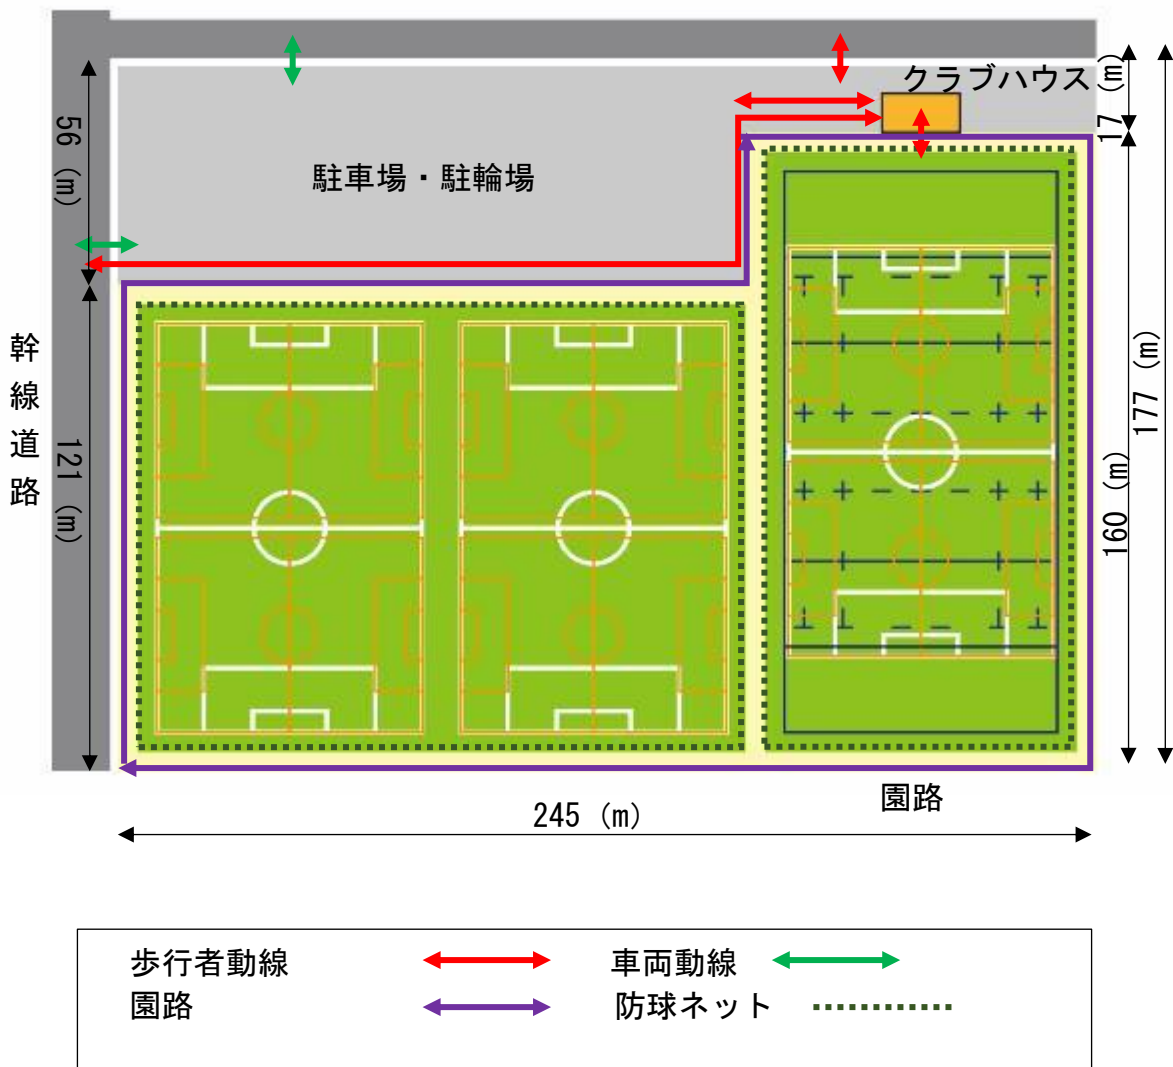 クラブハウス
17 (m)
56 (m)
駐車場・駐輪場
幹線道路
121 (m)
177 (m)
160 (m)
園路
245 (m)
歩行者動線
車両動線
園路
防球ネット